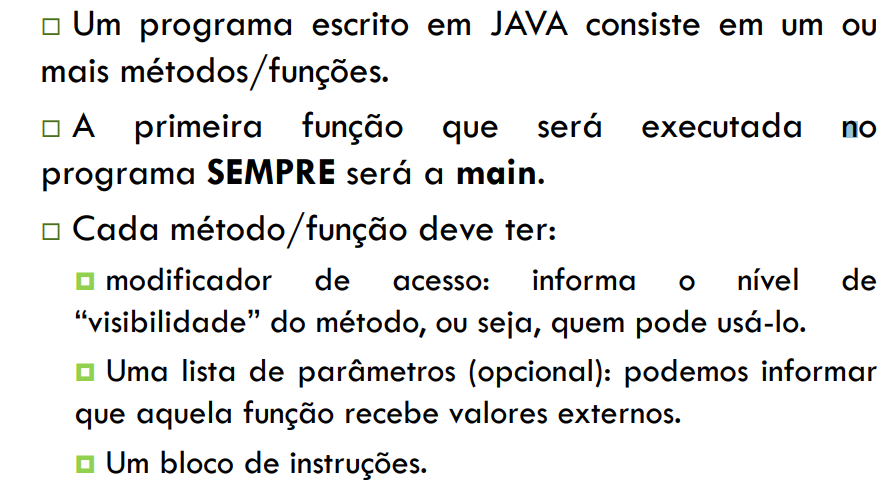 Um programa escrito em JAVA consiste em um ou
mais métodos/funções.
A primeira função que será executada no
programa SEMPRE será a main.
Cada método/função deve ter:
modificador de acesso: informa o nível de
“visibilidade” do método, ou seja, quem pode usá-lo.
Uma lista de parâmetros (opcional): podemos informar
que aquela função recebe valores externos.
Um bloco de instruções.